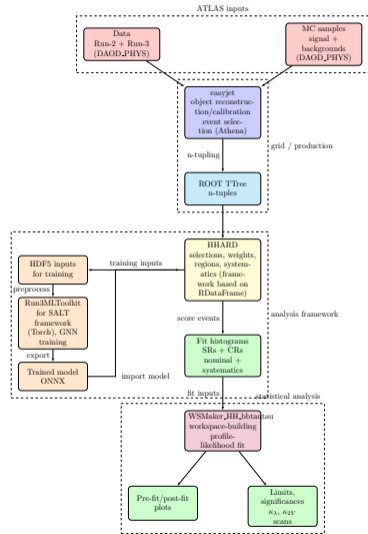 ATLAS inputs
Data
Run-2 + Run-3
(DAOD_PHYS)
MC samples
signal +
backgrounds
(DAOD_PHYS)
easyjet
object reconstruc-
tion/calibration
event selec-
tion (Athena)
grid / production
n-tupling
ROOT TTree
n-tuples
HHARD
selections, weights,
regions, system-
atics (frame-
work based on
RDataFrame)
training inputs
HDF5 inputs
for training
preprocess
Run3MLToolkit
for SALT
framework
(Torch), GNN
training
export
Trained model
ONNX
import model
analysis framework
score events
Fit histograms
SRs + CRs
nominal +
systematics
fit inputs
statistical analysis
WSMaker_HH_bbtautau
workspace-building
profile-
likelihood fit
Pre-fit/post-fit
plots
Limits,
significances
κλ, κ2V
scans